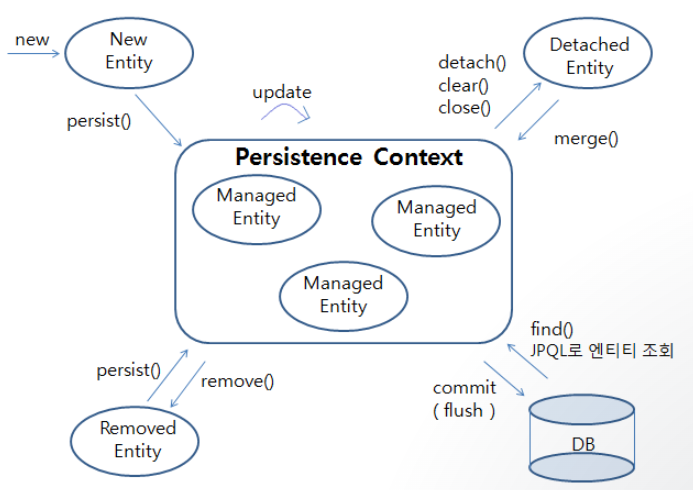 new
New
Entity
persist()
update
detach()
clear()
close()
Detached
Entity
merge()
Persistence Context
Managed
Entity
Managed
Entity
Managed
Entity
persist()
remove()
Removed
Entity
find()
JPQL로 엔티티 조회
commit
( flush )
DB